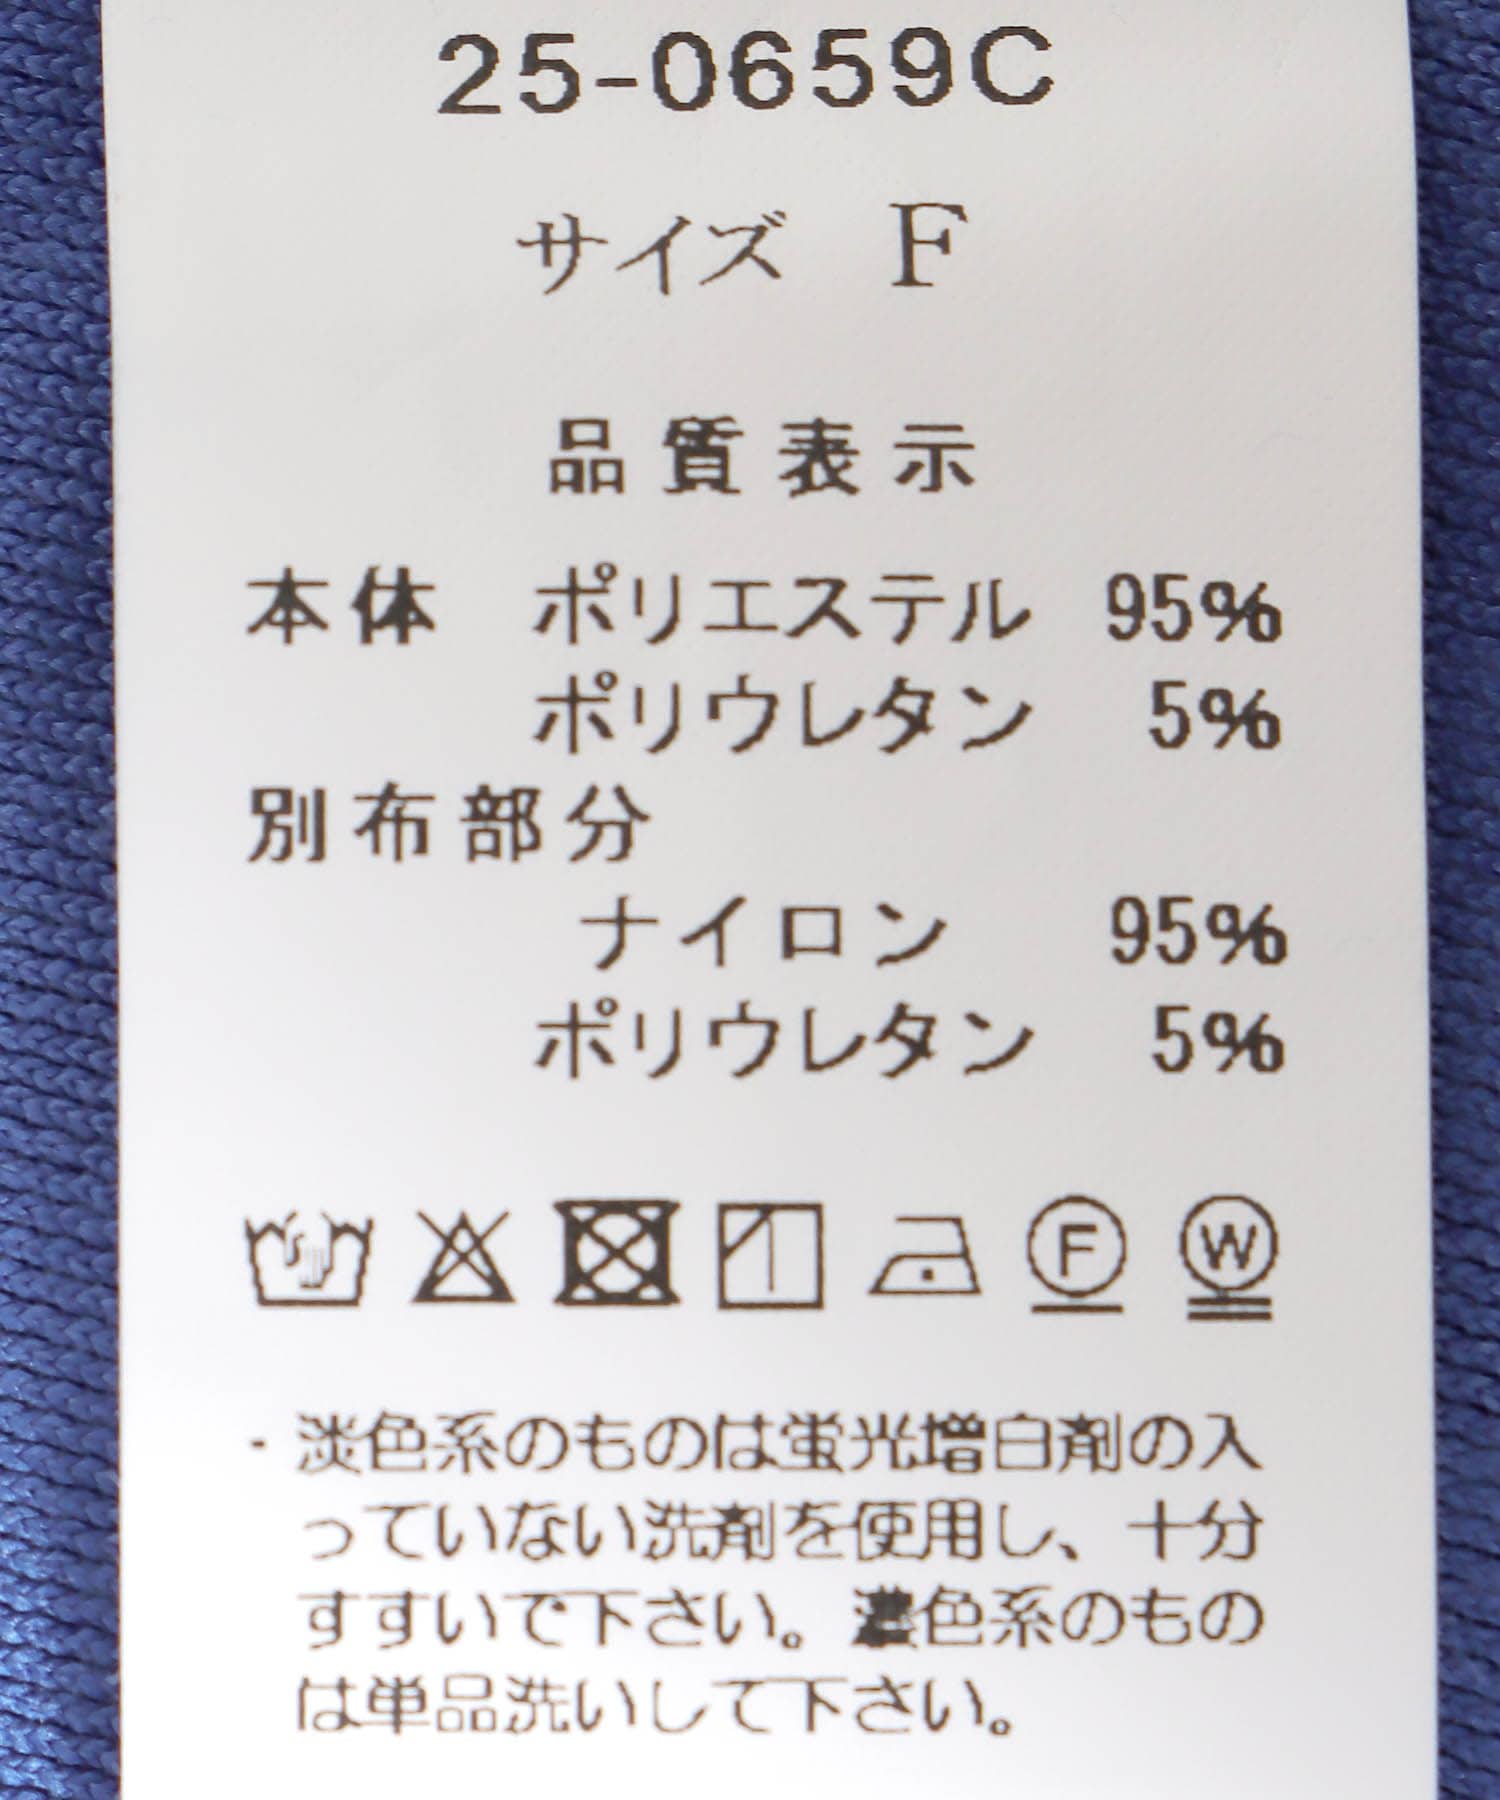 25-0659C
サイズ F
品質表示
本体 ポリエステル 95%
ポリウレタン 5%
別布部分
ナイロン 95%
ポリウレタン 5%
F W
・淡色系のものは蛍光増白剤の入
っていない洗剤を使用し、十分
すすいで下さい。濃色系のもの
は単品洗いして下さい。